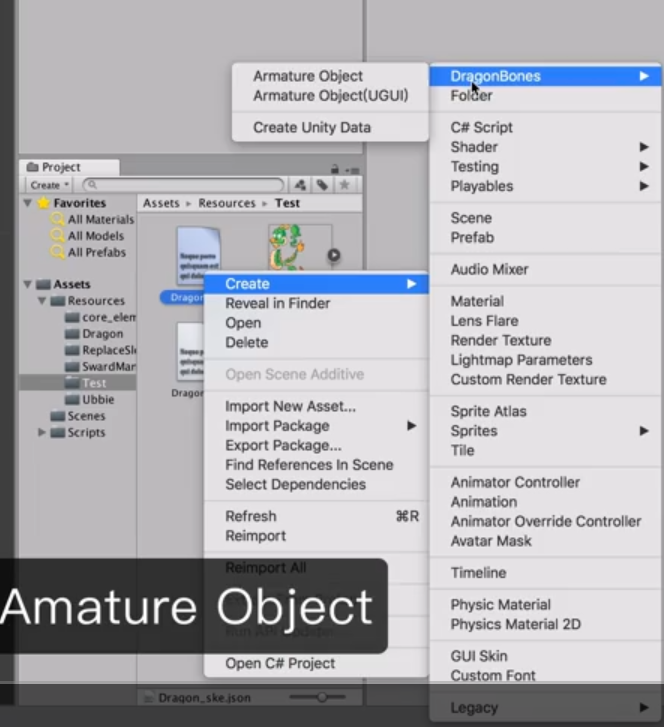 Armature Object
Armature Object(UGUI)
Create Unity Data
DragonBones
Folder
C# Script
Shader
Testing
Playables
Scene
Prefab
Audio Mixer
Material
Lens Flare
Render Texture
Lightmap Parameters
Custom Render Texture
Sprite Atlas
Sprites
Tile
Animator Controller
Animation
Animator Override Controller
Avatar Mask
Timeline
Physic Material
Physics Material 2D
GUI Skin
Custom Font
Legacy
Project
Create
Favorites
All Materials
All Models
All Prefabs
Assets
Resources
core_elem
Dragon
ReplaceSl
SwardMar
Test
Ubbie
Scenes
Scripts
Assets ▸ Resources ▸ Test
Dragon
Dragon
Create
Reveal in Finder
Open
Delete
Open Scene Additive
Import New Asset...
Import Package
Export Package...
Find References In Scene
Select Dependencies
Refresh ⌘R
Reimport
Reimport All
Open C# Project
Amature Object
Dragon_ske.json